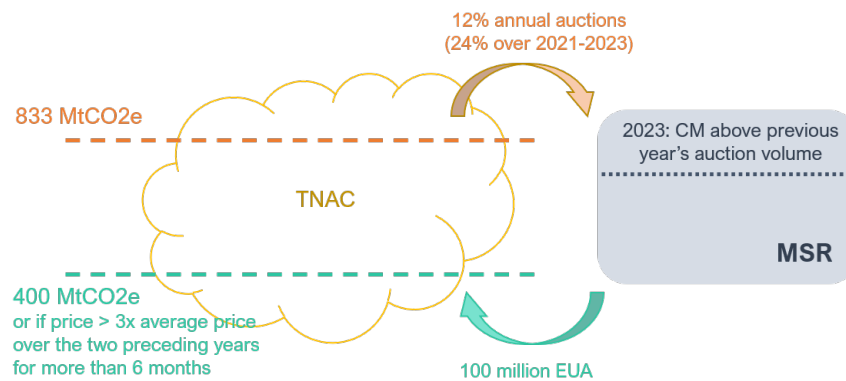 12% annual auctions
(24% over 2021-2023)
833 MtCO2e
2023: CM above previous
year's auction volume
TNAC
MSR
400 MtCO2e
or if price > 3x average price
over the two preceding years
for more than 6 months
100 million EUA